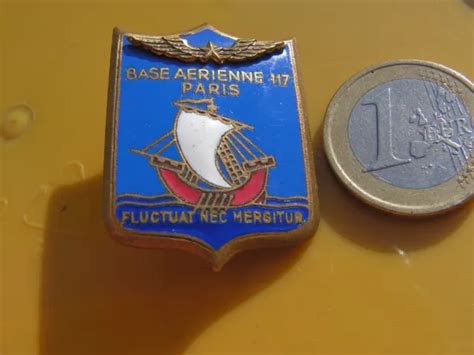 BASE AERIENNE 117
PARIS
FLUCTUAT NEC MERGITUR
1